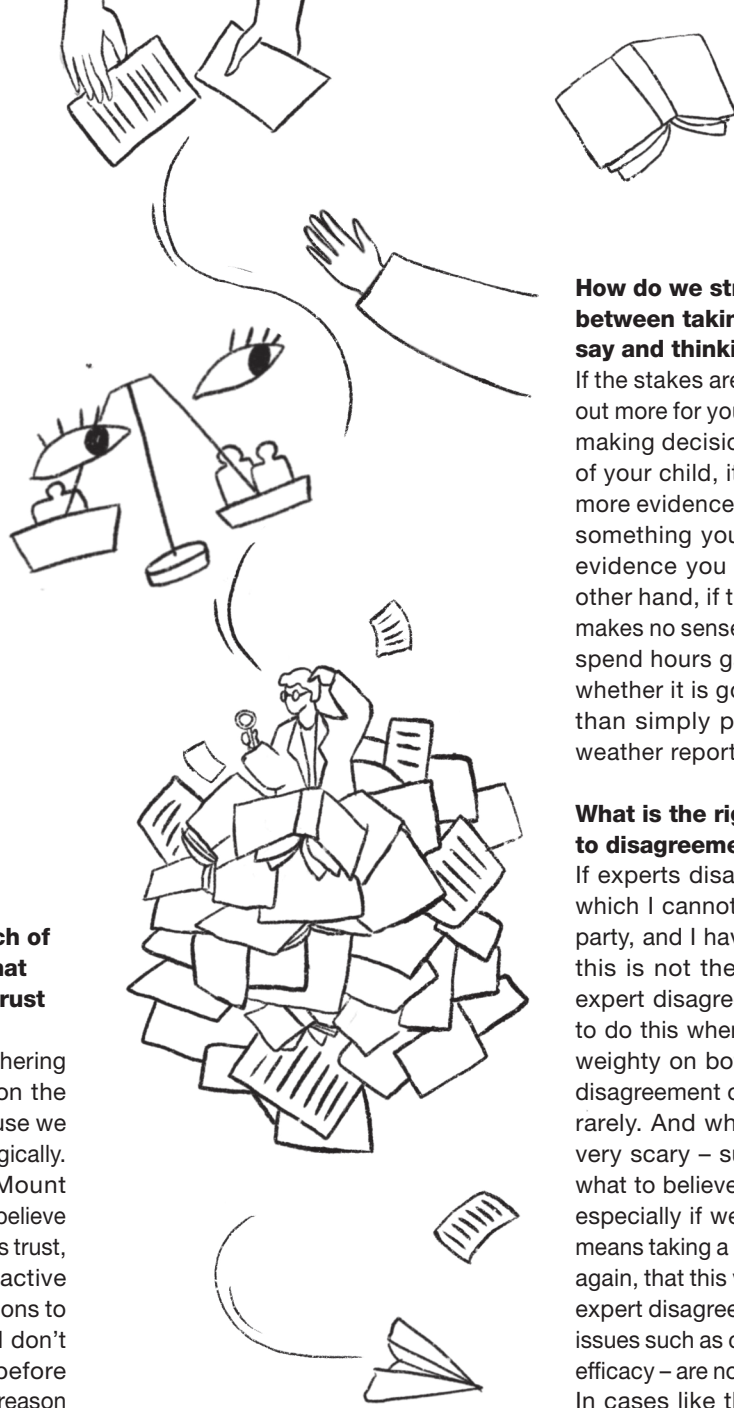 ch of
hat
rust
hering
on the
use we
gically.
Mount
believe
s trust,
active
ons to
I don't
before
reason
How do we str
between takin
say and thinki
If the stakes are
out more for you
making decisio
of your child, it
more evidence
something you
evidence you
other hand, if t
makes no sense
spend hours g
whether it is go
than simply p
weather report
What is the rig
to disagreeme
If experts disa
which I cannot
party, and I hav
this is not the
expert disagre
to do this wher
weighty on bo
disagreement o
rarely. And wh
very scary – su
what to believe
especially if we
means taking a
again, that this
expert disagree
issues such as c
efficacy – are no
In cases like th